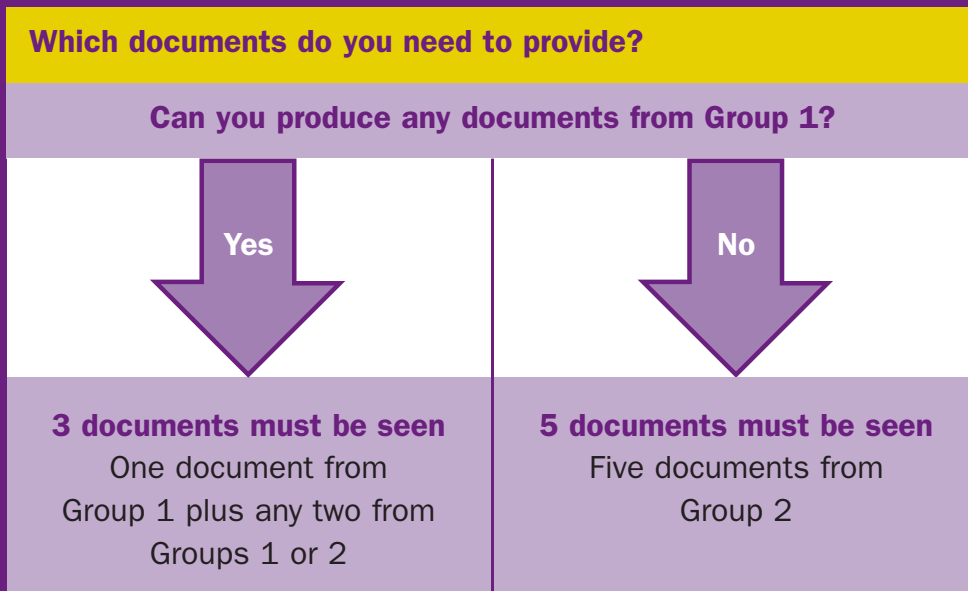 Which documents do you need to provide?
Can you produce any documents from Group 1?
Yes
No
3 documents must be seen
One document from
Group 1 plus any two from
Groups 1 or 2
5 documents must be seen
Five documents from
Group 2